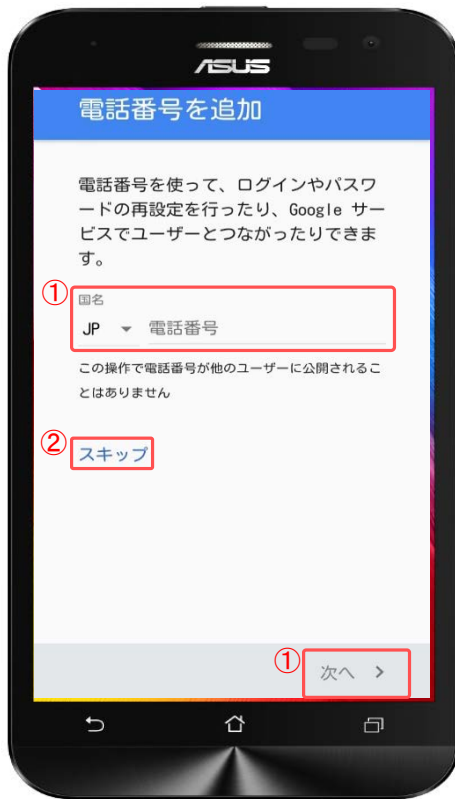 ASUS
電話番号を追加
電話番号を使って、ログインやパスワ
ードの再設定を行ったり、Google サー
ビスでユーザーとつながったりできま
す。
①
国名
JP 電話番号
この操作で電話番号が他のユーザーに公開されるこ
とはありません
②
スキップ
①
次へ >